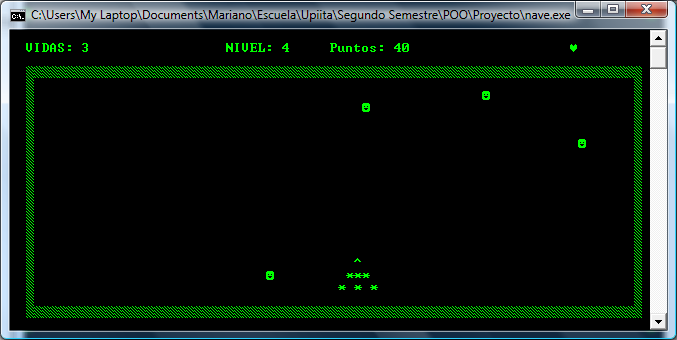 C:\Users\My Laptop\Documents\Mariano\Escuela\Upiita\Segundo Semestre\POO\Proyecto\nave.exe
VIDAS: 3 NIVEL: 4 Puntos: 40 ♥
^
***
* * *